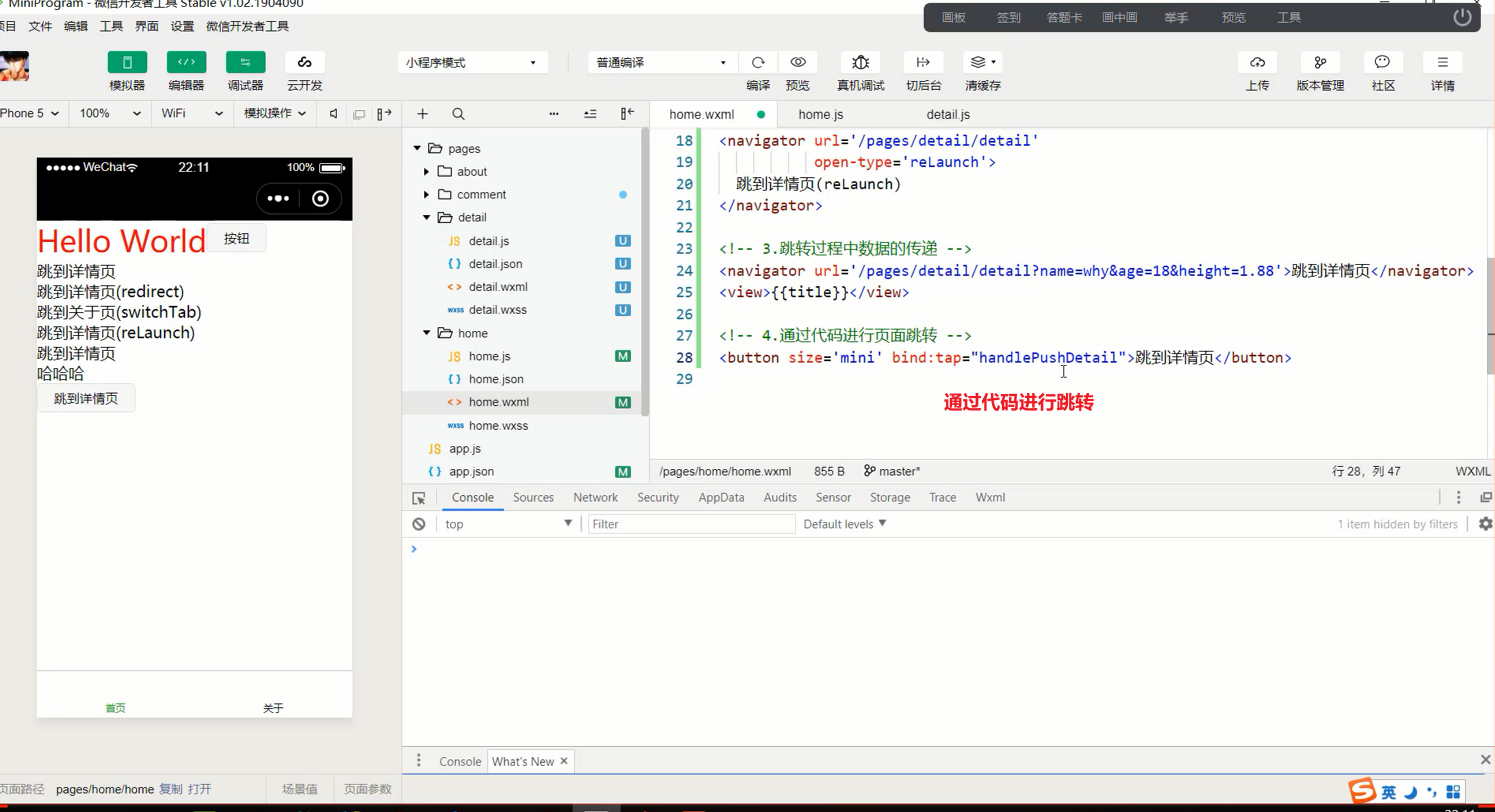 MiniProgram - 微信开发者工具 Stable v1.02.1904090
画板 签到 答题卡 画中画 举手 预览 工具
项目 文件 编辑 工具 界面 设置 微信开发者工具
小程序模式 普通编译
模拟器 编辑器 调试器 云开发 编译 预览 真机调试 切后台 清缓存 上传 版本管理 社区 详情
Phone 5 100% WiFi 模拟操作
home.wxml home.js detail.js
WeChat 22:11 100%
Hello World 按钮
跳到详情页
跳到详情页(redirect)
跳到关于页(switchTab)
跳到详情页(reLaunch)
跳到详情页
哈哈哈
跳到详情页
首页 关于
pages
about
comment
detail
JS detail.js U
{ } detail.json U
< > detail.wxml U
wxss detail.wxss U
home
JS home.js M
{ } home.json
< > home.wxml M
wxss home.wxss
JS app.js
{ } app.json M
18 <navigator url='/pages/detail/detail'
19 open-type='reLaunch'>
20 跳到详情页(reLaunch)
21 </navigator>
22
23 <!-- 3.跳转过程中数据的传递 -->
24 <navigator url='/pages/detail/detail?name=why&age=18&height=1.88'>跳到详情页</navigator>
25 <view>{{title}}</view>
26
27 <!-- 4.通过代码进行页面跳转 -->
28 <button size='mini' bind:tap="handlePushDetail">跳到详情页</button>
29
通过代码进行跳转
/pages/home/home.wxml 855 B master* 行 28，列 47 WXML
Console Sources Network Security AppData Audits Sensor Storage Trace Wxml
top Filter Default levels 1 item hidden by filters
Console What's New
页面路径 pages/home/home 复制 打开 场景值 页面参数
英